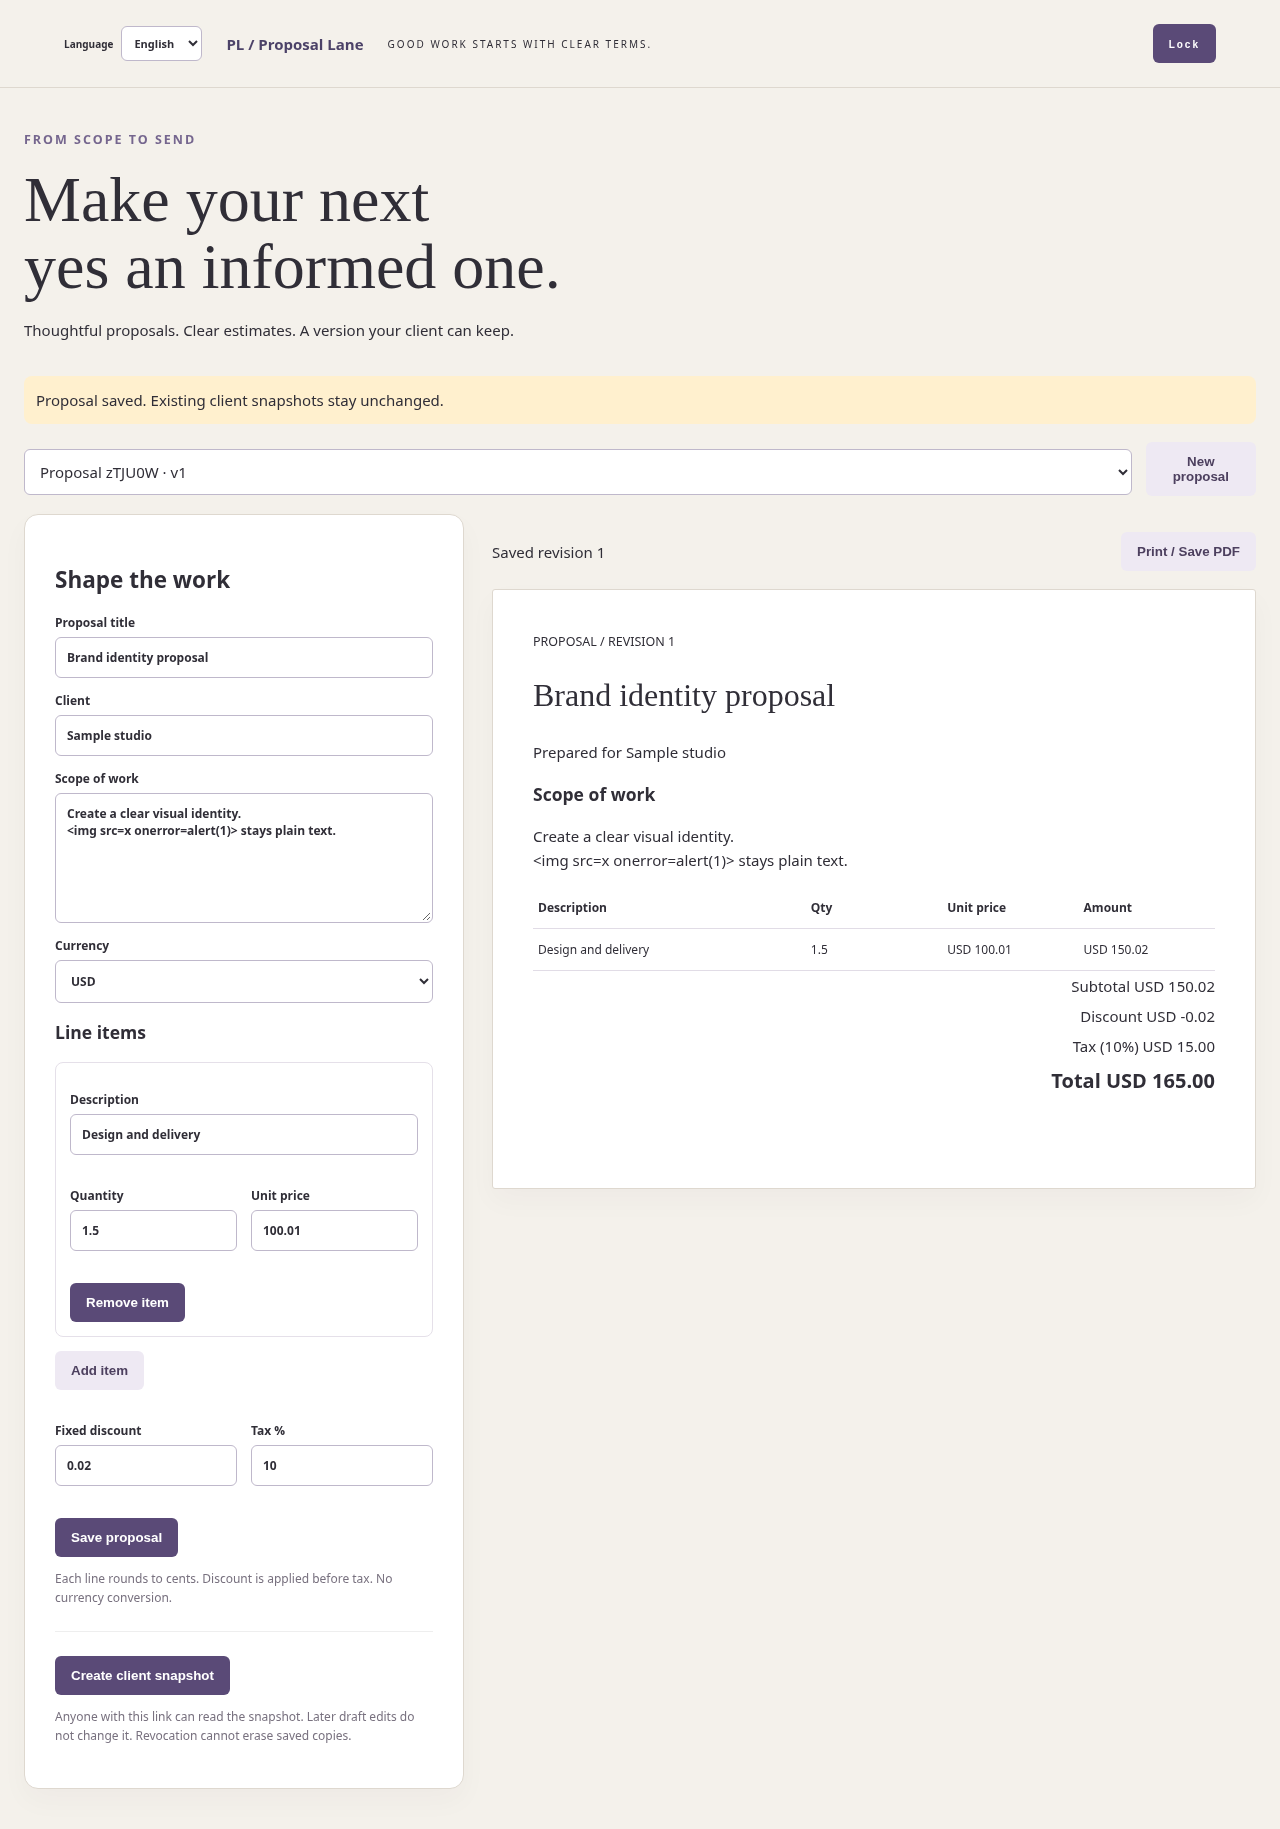 Language English PL / Proposal Lane GOOD WORK STARTS WITH CLEAR TERMS. Lock
FROM SCOPE TO SEND
Make your next
yes an informed one.
Thoughtful proposals. Clear estimates. A version your client can keep.
Proposal saved. Existing client snapshots stay unchanged.
Proposal zTJU0W · v1
New
proposal
Shape the work
Proposal title
Brand identity proposal
Client
Sample studio
Scope of work
Create a clear visual identity.
<img src=x onerror=alert(1)> stays plain text.
Currency
USD
Line items
Description
Design and delivery
Quantity Unit price
1.5 100.01
Remove item
Add item
Fixed discount Tax %
0.02 10
Save proposal
Each line rounds to cents. Discount is applied before tax. No
currency conversion.
Create client snapshot
Anyone with this link can read the snapshot. Later draft edits do
not change it. Revocation cannot erase saved copies.
Saved revision 1 Print / Save PDF
PROPOSAL / REVISION 1
Brand identity proposal
Prepared for Sample studio
Scope of work
Create a clear visual identity.
<img src=x onerror=alert(1)> stays plain text.
Description Qty Unit price Amount
Design and delivery 1.5 USD 100.01 USD 150.02
Subtotal USD 150.02
Discount USD -0.02
Tax (10%) USD 15.00
Total USD 165.00